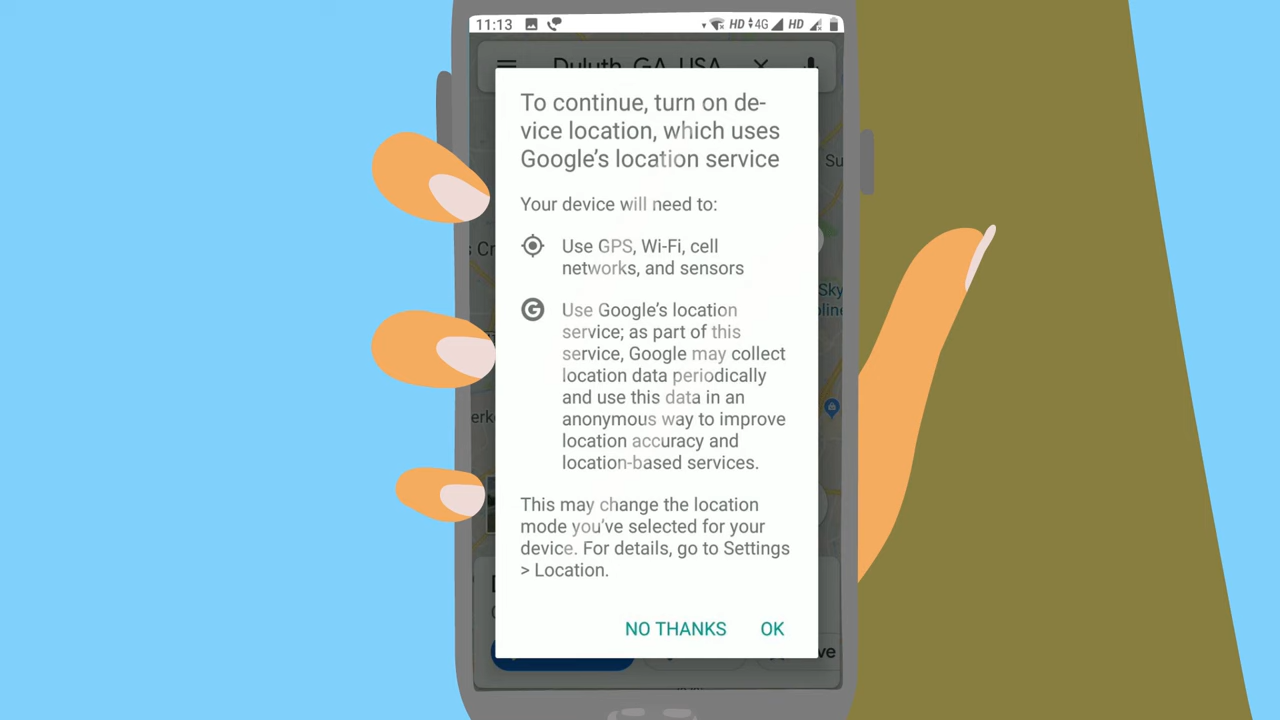 11:13 HD 4G HD
Duluth, GA, USA
To continue, turn on de-
vice location, which uses
Google's location service
Your device will need to:
Use GPS, Wi-Fi, cell
networks, and sensors
G
Use Google's location
service; as part of this
service, Google may collect
location data periodically
and use this data in an
anonymous way to improve
location accuracy and
location-based services.
This may change the location
mode you've selected for your
device. For details, go to Settings
> Location.
NO THANKS OK